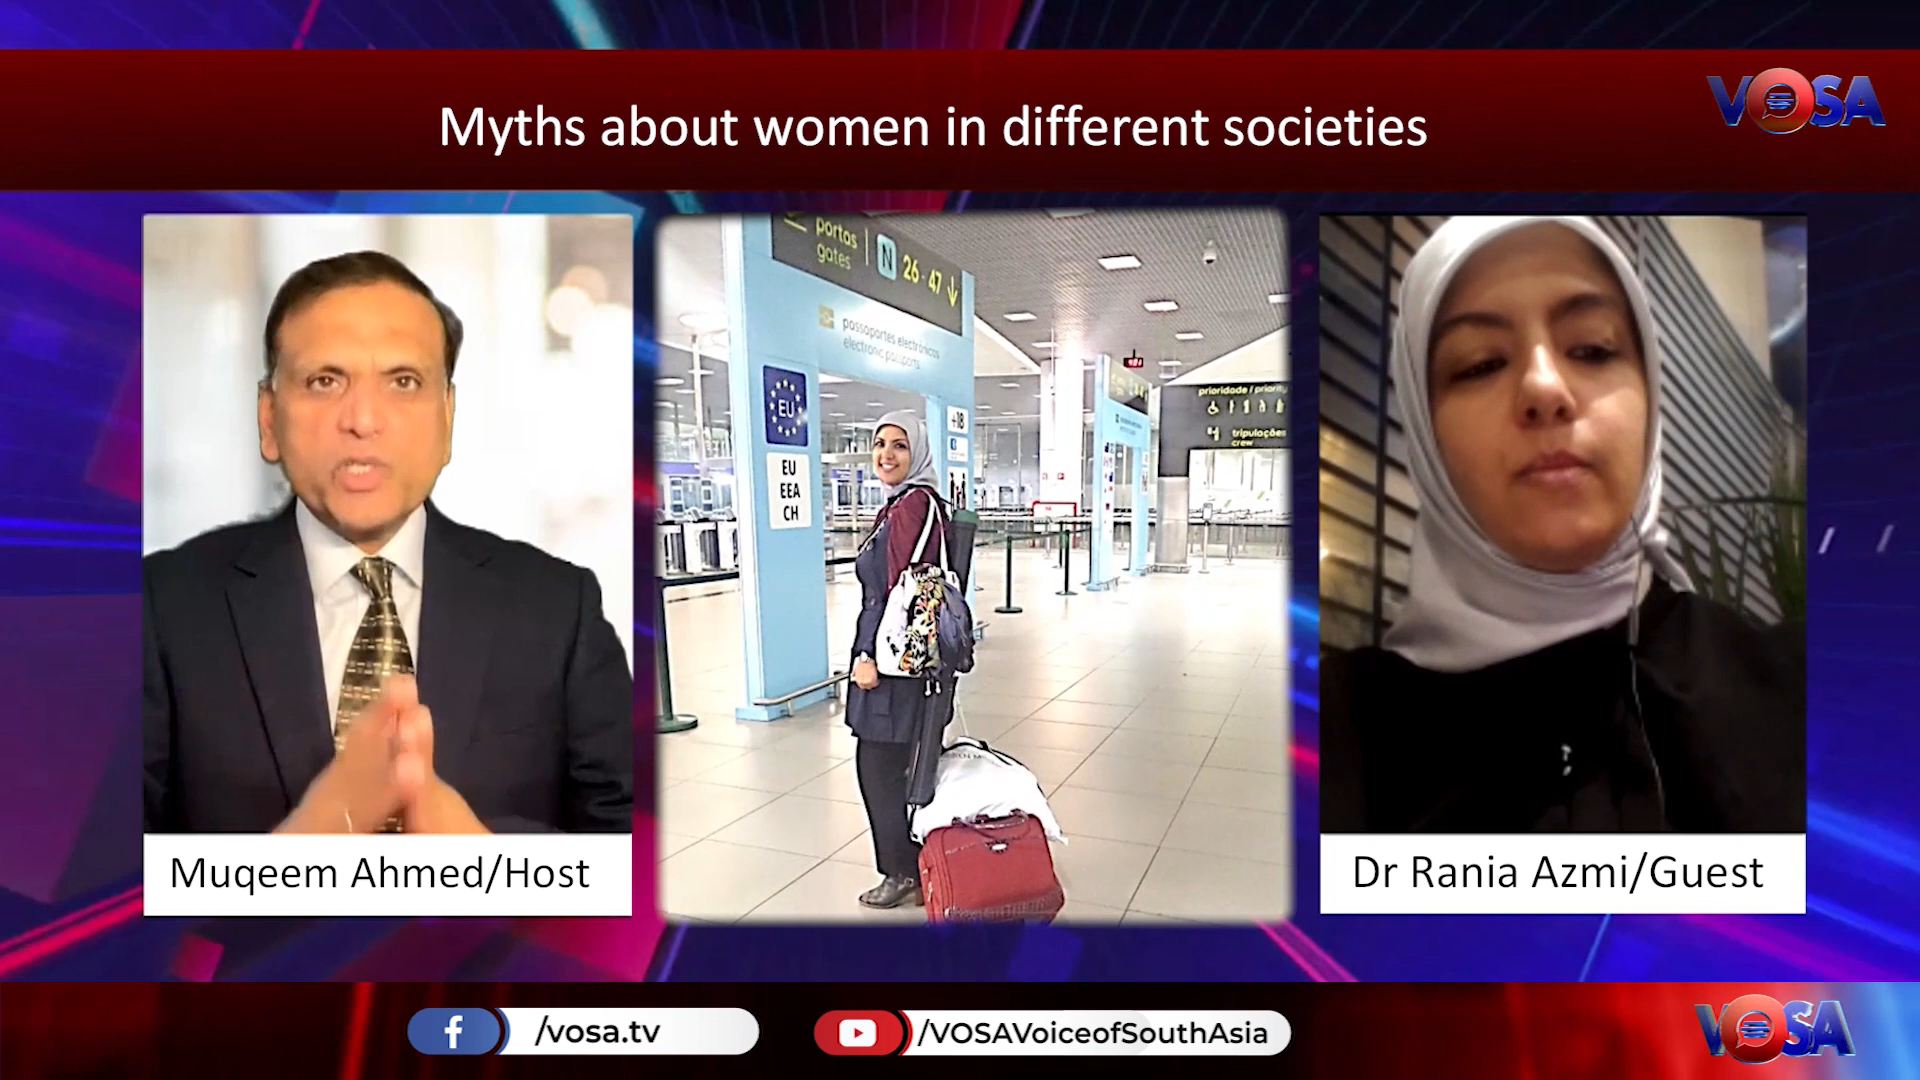 Myths about women in different societies
VOSA
portas
gates
N 26 - 47
passaportes electrónicos
electronic passports
EU
EU
EEA
CH
+18
prioridade / priority
tripulações
crew
Muqeem Ahmed/Host
Dr Rania Azmi/Guest
/vosa.tv
/VOSAVoiceofSouthAsia
VOSA